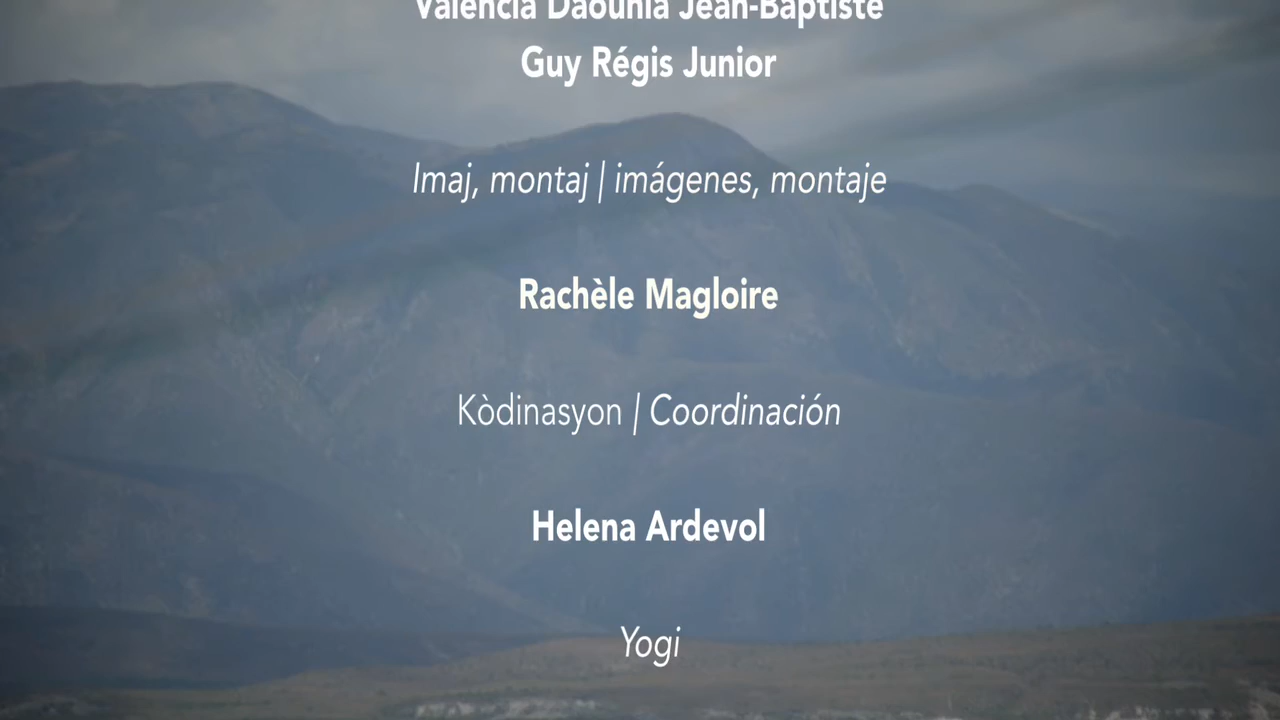 Valencia Daounia Jean-Baptiste
Guy Régis Junior
Imaj, montaj | imágenes, montaje
Rachèle Magloire
Kòdinasyon | Coordinación
Helena Ardevol
Yogi